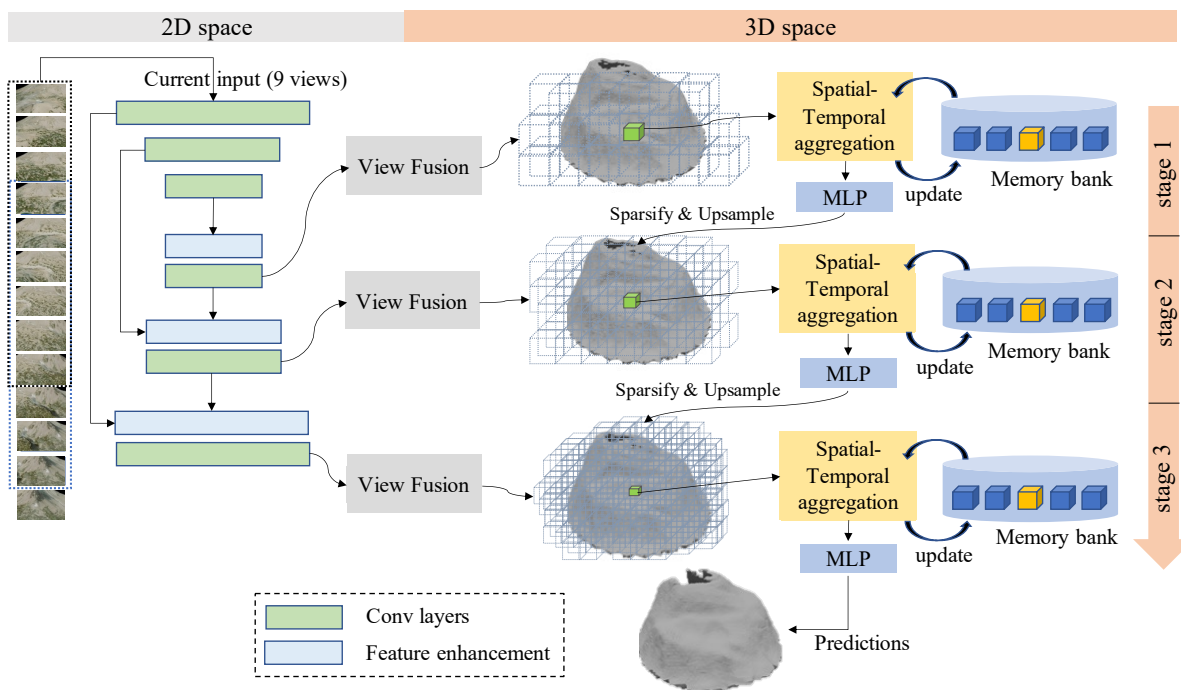 2D space
3D space
Current input (9 views)
View Fusion
Spatial-
Temporal
aggregation
MLP
update
Memory bank
stage 1
Sparsify & Upsample
View Fusion
Spatial-
Temporal
aggregation
MLP
update
Memory bank
stage 2
Sparsify & Upsample
View Fusion
Spatial-
Temporal
aggregation
MLP
update
Memory bank
stage 3
Predictions
Conv layers
Feature enhancement